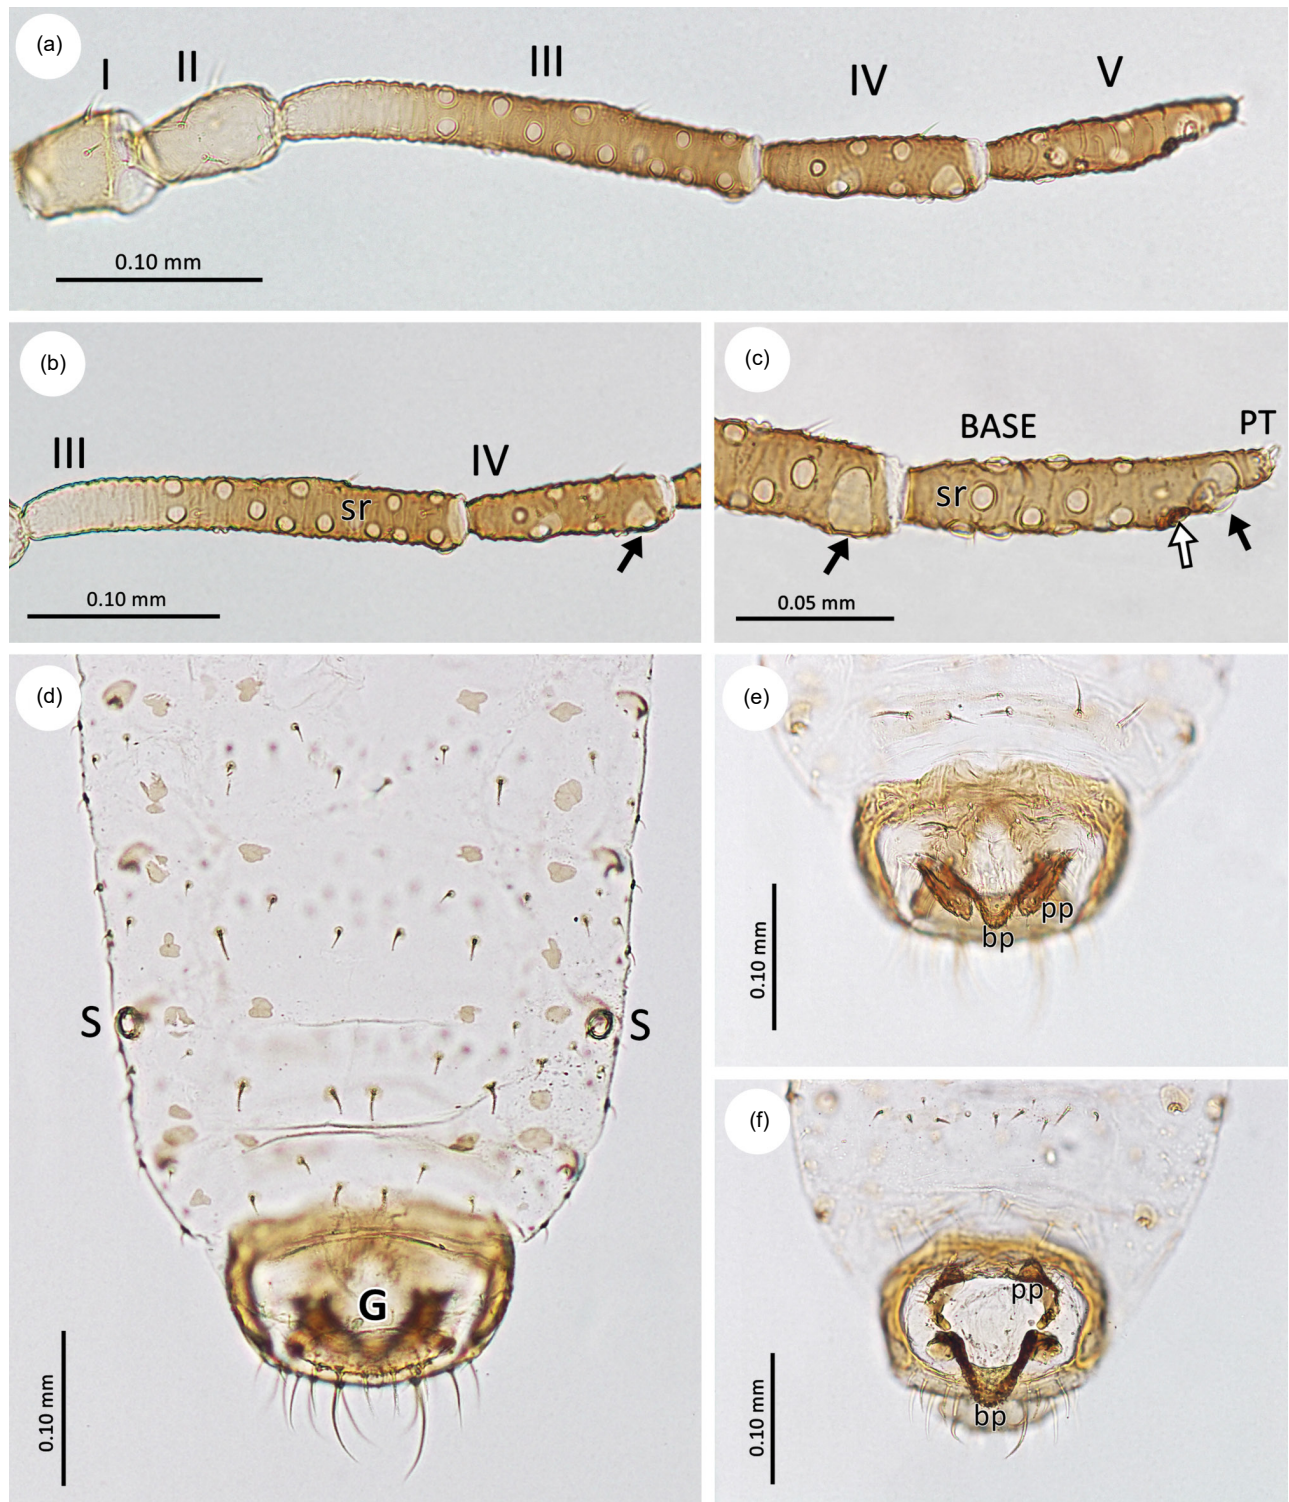 (a)
I II III IV V
0.10 mm
(b)
III
IV
sr
0.10 mm
(c)
BASE
PT
sr
0.05 mm
(d)
S
S
G
0.10 mm
(e)
pp
bp
0.10 mm
(f)
pp
bp
0.10 mm